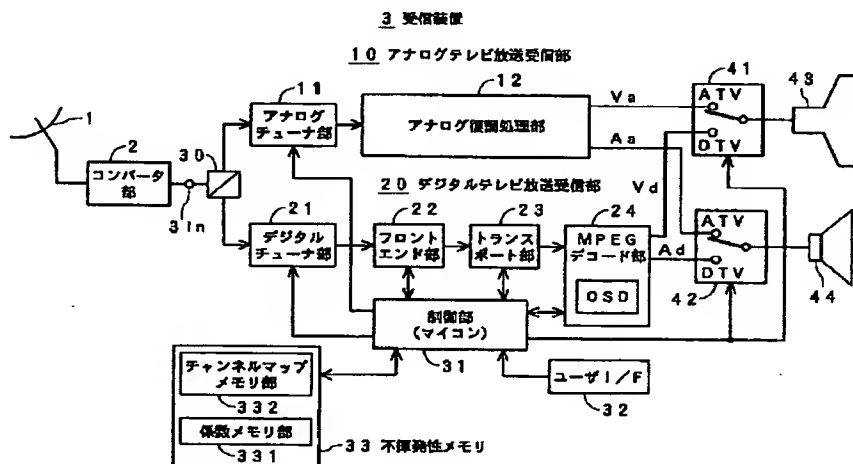 3 受信装置
10 アナログテレビ放送受信部
11
アナログ
チューナ部
12
アナログ復調処理部
Va
Aa
41
ATV
DTV
43
1
2
コンバータ
部
30
31n
20 デジタルテレビ放送受信部
Vd
21
デジタル
チューナ部
22
フロント
エンド部
23
トランス
ポート部
24
MPEG
デコード部
OSD
Ad
ATV
DTV
42
44
制御部
(マイコン)
31
チャンネルマップ
メモリ部
332
係数メモリ部
331
33 不揮発性メモリ
ユーザI/F
32